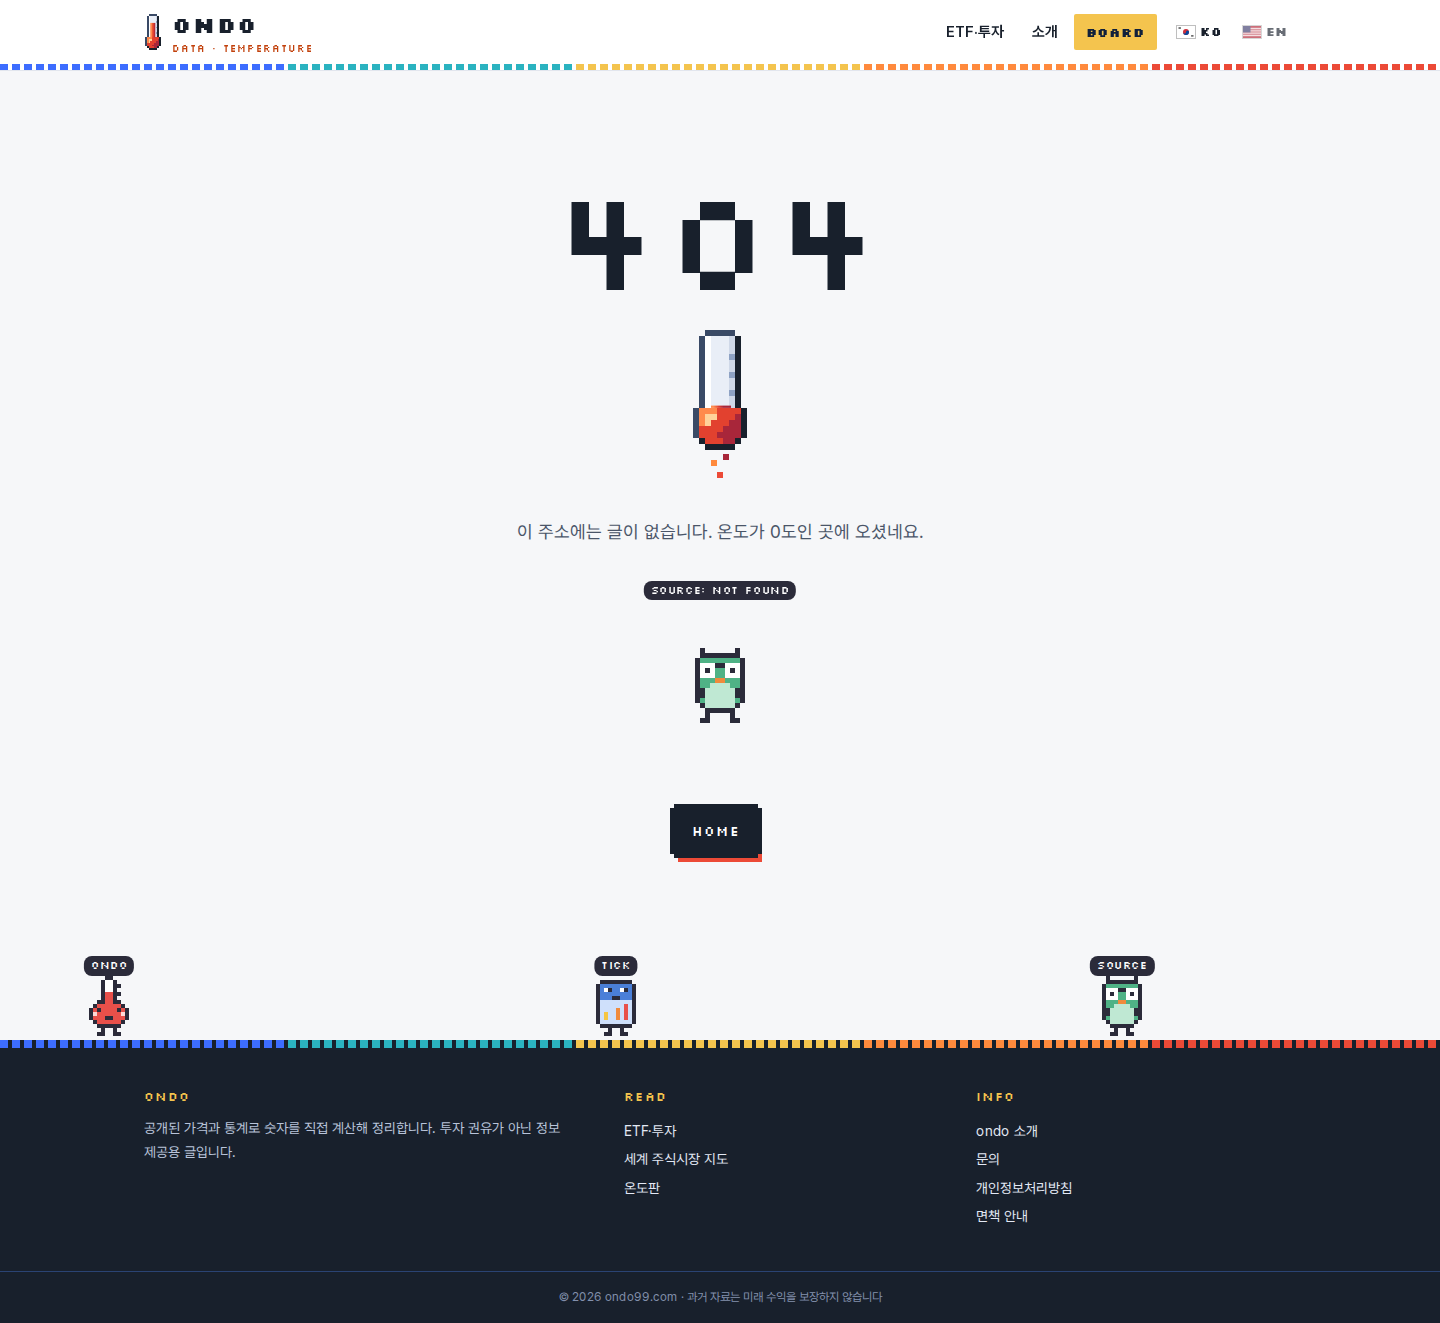 ONDO
DATA · TEMPERATURE
ETF·투자
소개
BOARD
KO
EN
404
이 주소에는 글이 없습니다. 온도가 0도인 곳에 오셨네요.
SOURCE: NOT FOUND
HOME
ONDO
TICK
SOURCE
ONDO
공개된 가격과 통계로 숫자를 직접 계산해 정리합니다. 투자 권유가 아닌 정보
제공용 글입니다.
READ
ETF·투자
세계 주식시장 지도
온도판
INFO
ondo 소개
문의
개인정보처리방침
면책 안내
© 2026 ondo99.com · 과거 자료는 미래 수익을 보장하지 않습니다